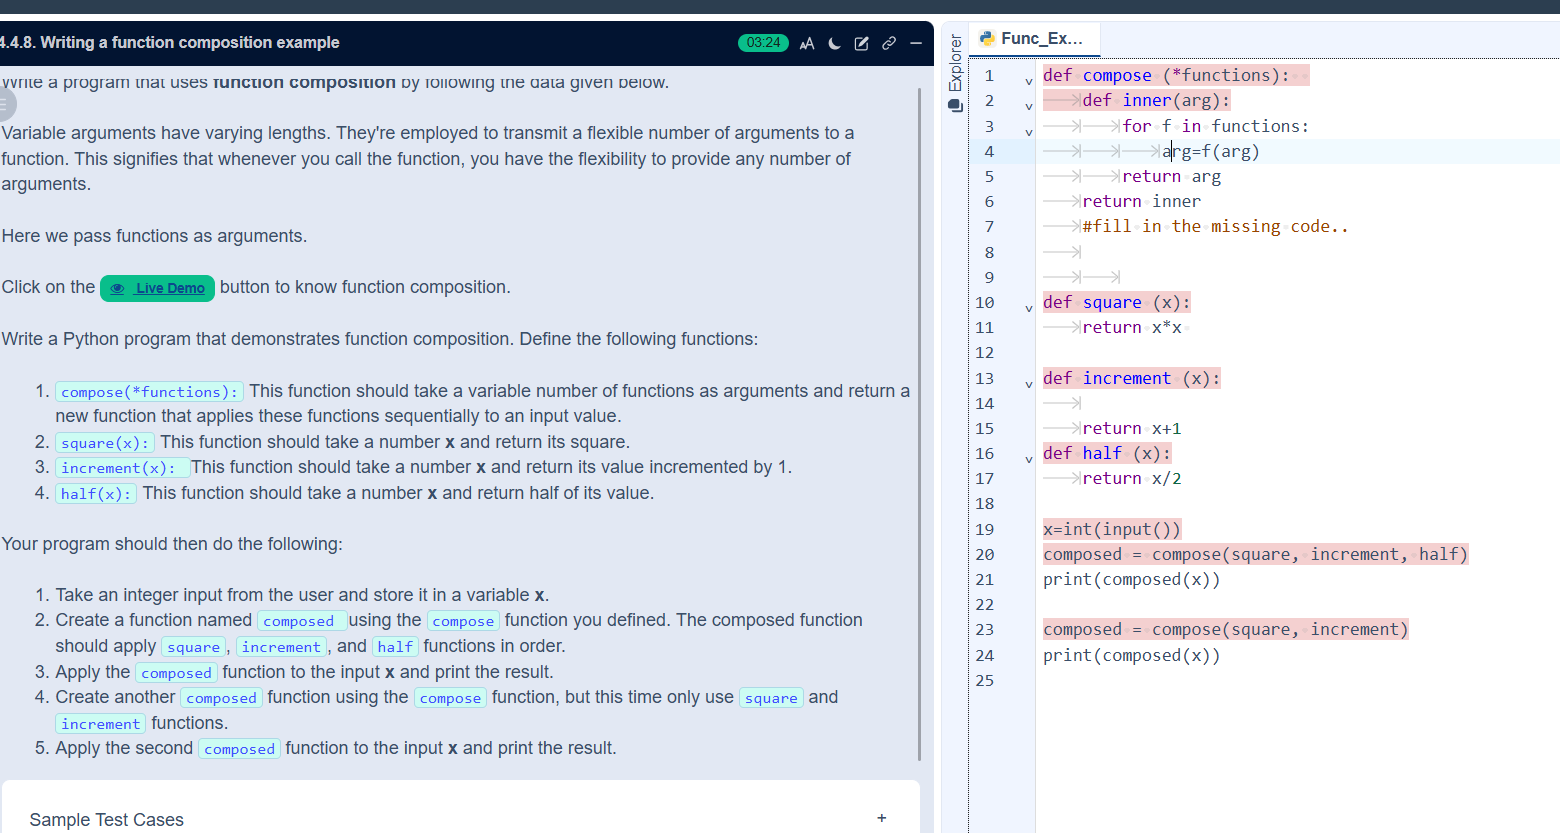 4.4.8. Writing a function composition example
03:24
Write a program that uses function composition by following the data given below.
Variable arguments have varying lengths. They're employed to transmit a flexible number of arguments to a
function. This signifies that whenever you call the function, you have the flexibility to provide any number of
arguments.
Here we pass functions as arguments.
Click on the Live Demo button to know function composition.
Write a Python program that demonstrates function composition. Define the following functions:
1. compose(*functions): This function should take a variable number of functions as arguments and return a
new function that applies these functions sequentially to an input value.
2. square(x): This function should take a number x and return its square.
3. increment(x): This function should take a number x and return its value incremented by 1.
4. half(x): This function should take a number x and return half of its value.
Your program should then do the following:
1. Take an integer input from the user and store it in a variable x.
2. Create a function named composed using the compose function you defined. The composed function
should apply square, increment, and half functions in order.
3. Apply the composed function to the input x and print the result.
4. Create another composed function using the compose function, but this time only use square and
increment functions.
5. Apply the second composed function to the input x and print the result.
Sample Test Cases
+
Explorer
Func_Ex...
1 def compose (*functions):
2 def inner(arg):
3 for f in functions:
4 arg=f(arg)
5 return arg
6 return inner
7 #fill in the missing code..
8
9
10 def square (x):
11 return x*x
12
13 def increment (x):
14
15 return x+1
16 def half (x):
17 return x/2
18
19 x=int(input())
20 composed = compose(square, increment, half)
21 print(composed(x))
22
23 composed = compose(square, increment)
24 print(composed(x))
25